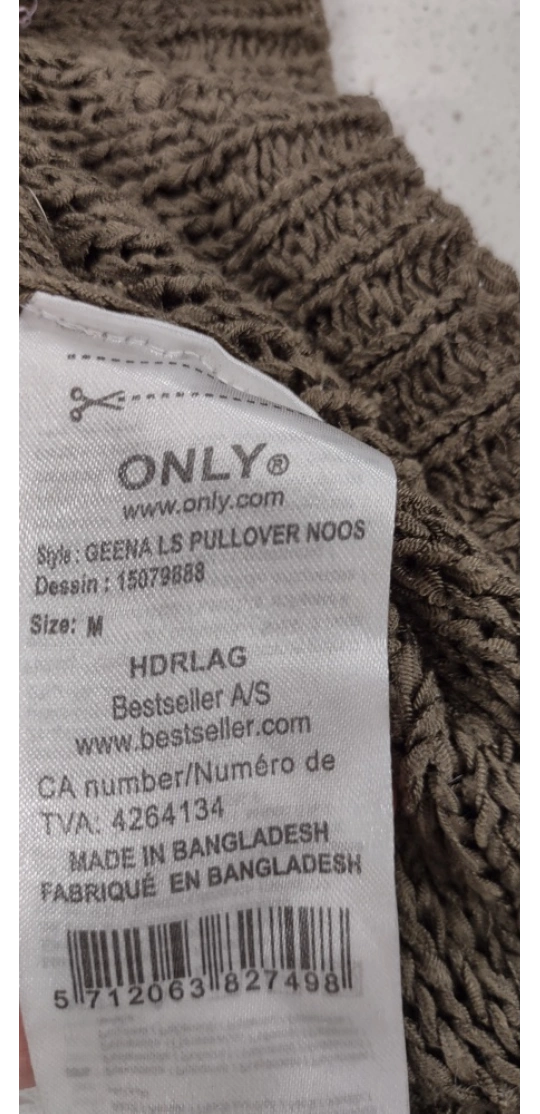 ONLY®
www.only.com
Style : GEENA LS PULLOVER NOOS
Dessin : 15079888
Size: M
HDRLAG
Bestseller A/S
www.bestseller.com
CA number/Numéro de
TVA: 4264134
MADE IN BANGLADESH
FABRIQUÉ EN BANGLADESH
5 712063 827498